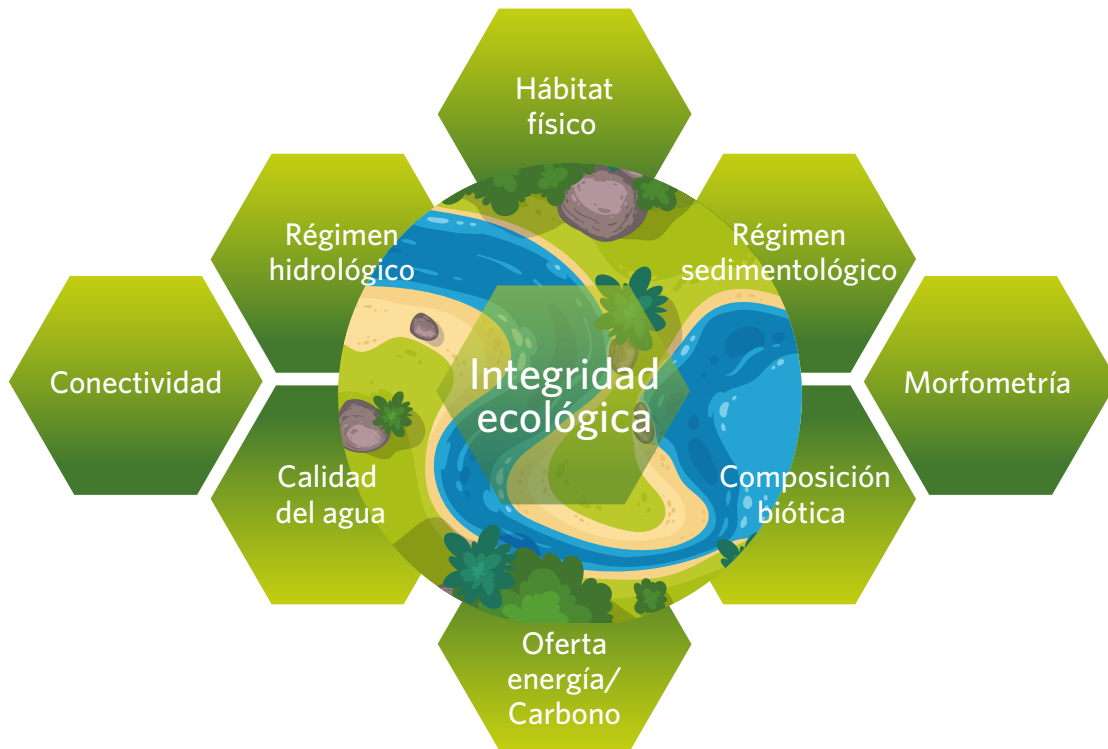 Hábitat
físico
Régimen
hidrológico
Régimen
sedimentológico
Conectividad
Integridad
ecológica
Morfometría
Calidad
del agua
Composición
biótica
Oferta
energía/
Carbono